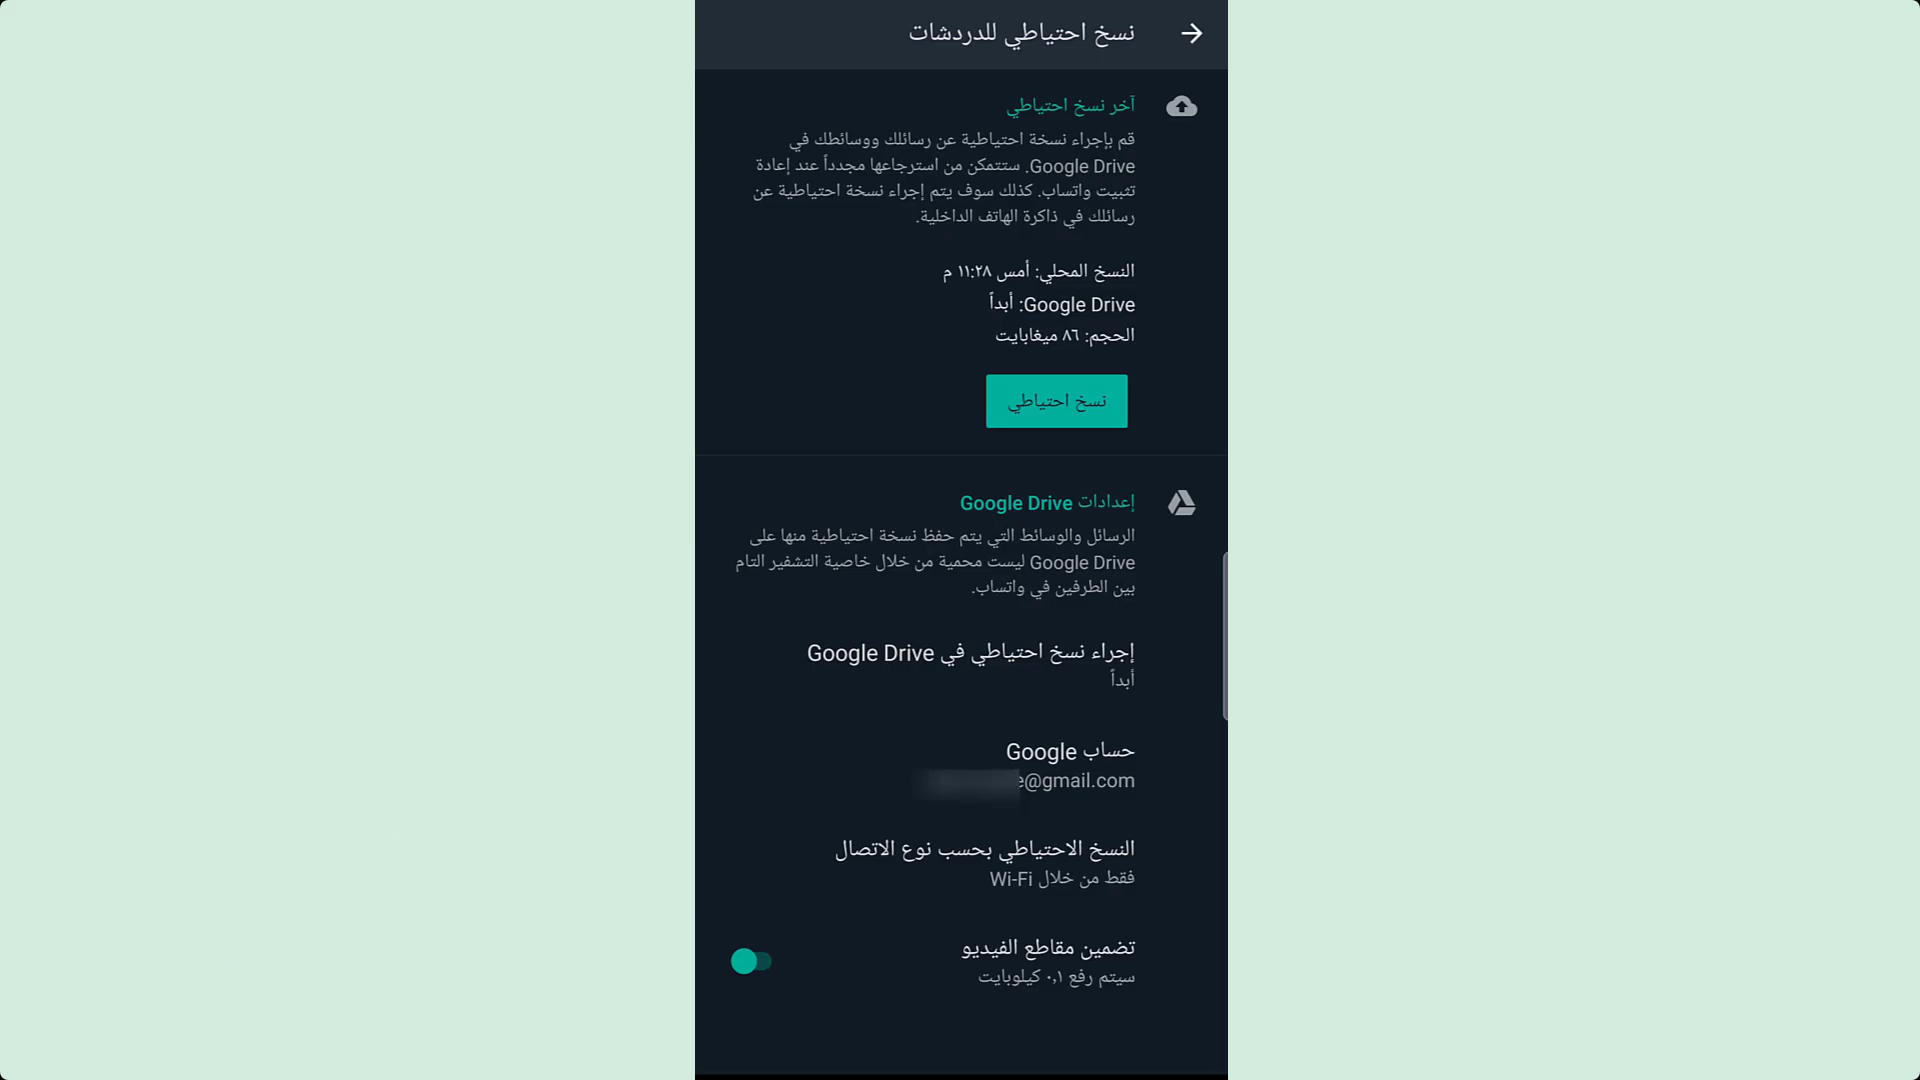 نسخ احتياطي للدردشات
آخر نسخ احتياطي
قم بإجراء نسخة احتياطية عن رسائلك ووسائطك في
Google Drive. ستتمكن من استرجاعها مجدداً عند إعادة
تثبيت واتساب. كذلك سوف يتم إجراء نسخة احتياطية عن
رسائلك في ذاكرة الهاتف الداخلية.
النسخ المحلي: أمس ١١:٢٨ م
Google Drive: أبداً
الحجم: ٨٦ ميغابايت
نسخ احتياطي
إعدادات Google Drive
الرسائل والوسائط التي يتم حفظ نسخة احتياطية منها على
Google Drive ليست محمية من خلال خاصية التشفير التام
بين الطرفين في واتساب.
إجراء نسخ احتياطي في Google Drive
أبداً
حساب Google
e@gmail.com
النسخ الاحتياطي بحسب نوع الاتصال
فقط من خلال Wi-Fi
تضمين مقاطع الفيديو
سيتم رفع ٠,١ كيلوبايت